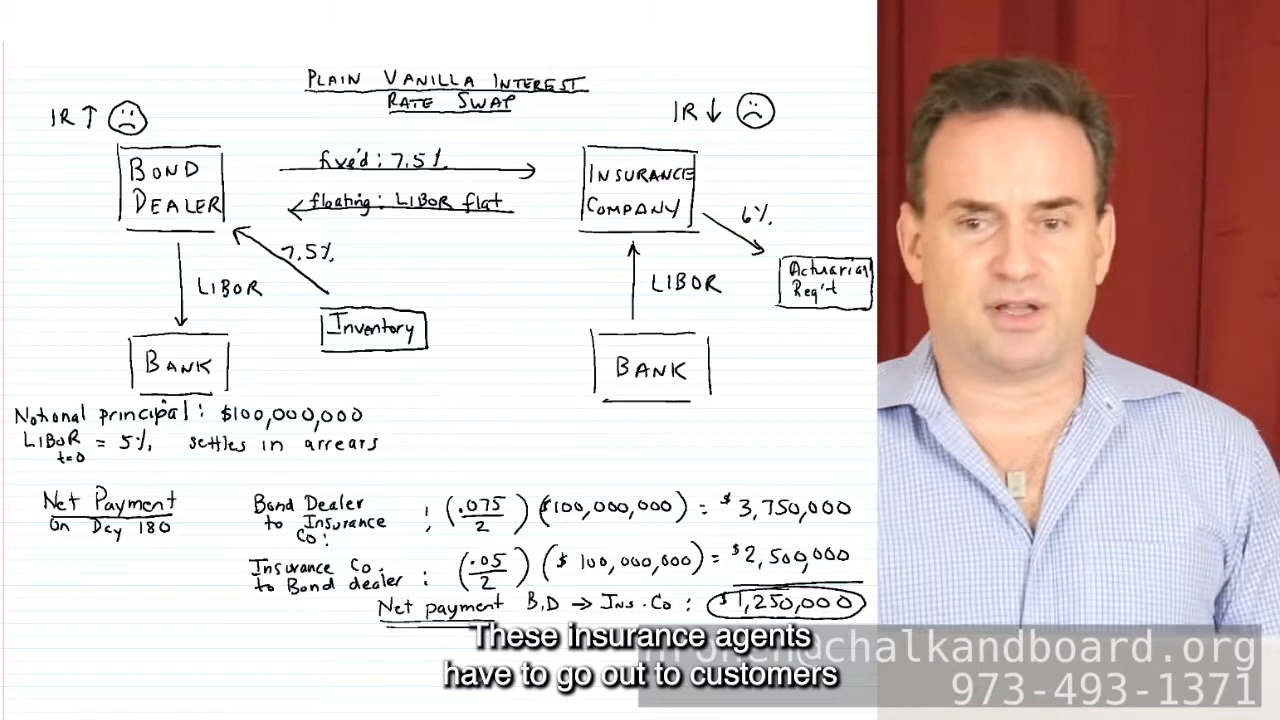 PLAIN VANILLA INTEREST
RATE SWAP
IR ↑
IR ↓
BOND
DEALER
fixed: 7.5%
floating: LIBOR flat
INSURANCE
COMPANY
6%
Actuarial
Req't
7.5%
LIBOR
Inventory
LIBOR
BANK
BANK
Notional principal: $100,000,000
LIBOR = 5% settles in arrears
t=0
Net Payment
On Day 180
Bond Dealer
to Insurance
Co:
: (.075/2) ($100,000,000) = $3,750,000
Insurance Co.
to Bond dealer : (.05/2) ($100,000,000) = $2,500,000
Net payment B.D → Ins. Co: $1,250,000
These insurance agents
have to go out to customers
@chalkandboard.org
973-493-1371